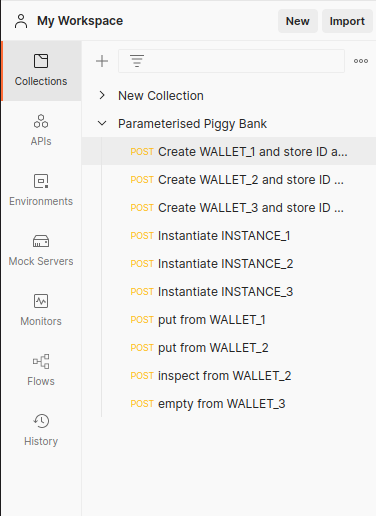 My Workspace
New
Import
Collections
New Collection
APIs
Parameterised Piggy Bank
POST Create WALLET_1 and store ID a...
POST Create WALLET_2 and store ID ...
Environments
POST Create WALLET_3 and store ID ...
POST Instantiate INSTANCE_1
Mock Servers
POST Instantiate INSTANCE_2
POST Instantiate INSTANCE_3
Monitors
POST put from WALLET_1
POST put from WALLET_2
Flows
POST inspect from WALLET_2
POST empty from WALLET_3
History